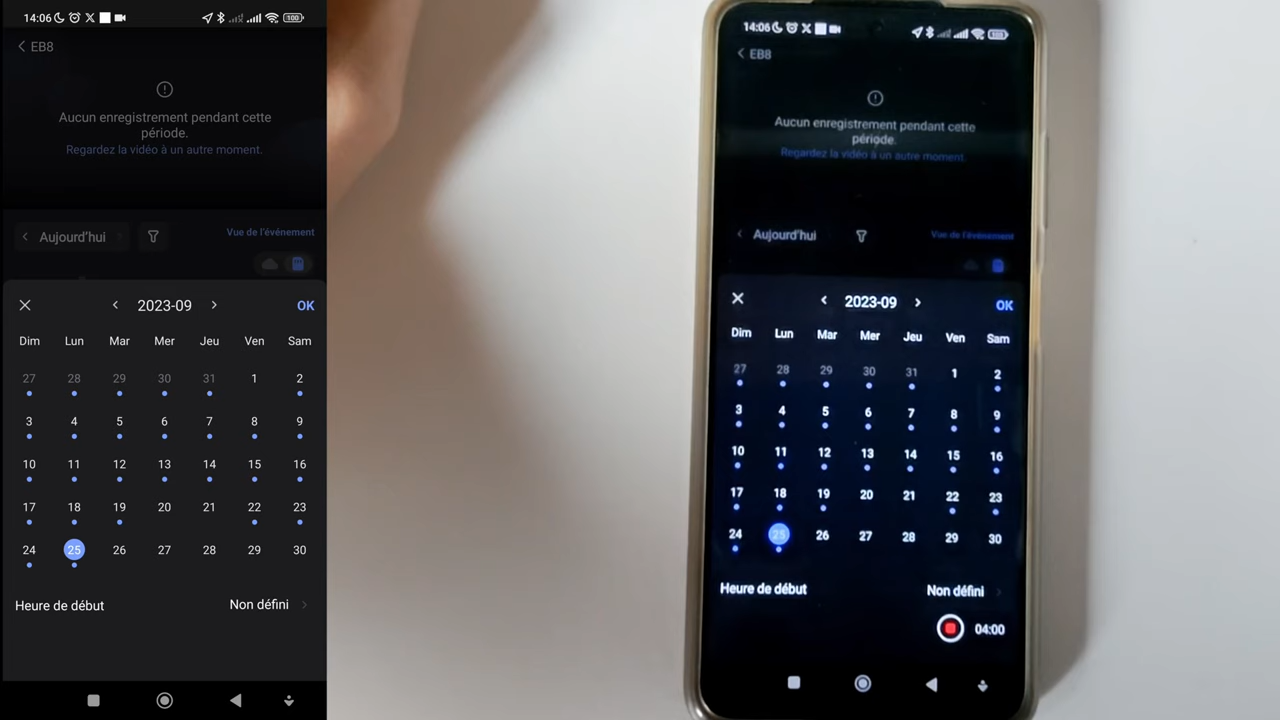 14:06
100
EB8
Aucun enregistrement pendant cette
période.
Regardez la vidéo à un autre moment.
Aujourd'hui
Vue de l'événement
2023-09
OK
Dim Lun Mar Mer Jeu Ven Sam
27 28 29 30 31 1 2
3 4 5 6 7 8 9
10 11 12 13 14 15 16
17 18 19 20 21 22 23
24 25 26 27 28 29 30
Heure de début
Non défini
14:06
100
EB8
Aucun enregistrement pendant cette
période.
Regardez la vidéo à un autre moment.
Aujourd'hui
Vue de l'événement
2023-09
OK
Dim Lun Mar Mer Jeu Ven Sam
27 28 29 30 31 1 2
3 4 5 6 7 8 9
10 11 12 13 14 15 16
17 18 19 20 21 22 23
24 25 26 27 28 29 30
Heure de début
Non défini
04:00